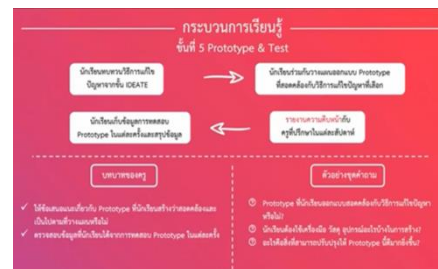 กระบวนการเรียนรู้
ขั้นที่ 5 Prototype & Test
นักเรียนทบทวนวิธีการแก้ไข
ปัญหาจากขั้น IDEATE
นักเรียนร่วมกันวางแผนออกแบบ Prototype
ที่สอดคล้องกับวิธีการแก้ไขปัญหาที่เลือก
นักเรียนเก็บข้อมูลการทดสอบ
Prototype ในแต่ละครั้งและสรุปข้อมูล
รายงานความคืบหน้ากับ
ครูที่ปรึกษาในแต่ละสัปดาห์
บทบาทของครู
ให้ข้อเสนอแนะเกี่ยวกับ Prototype ที่นักเรียนสร้างว่าสอดคล้องและ
เป็นไปตามที่วางแผนหรือไม่
ตรวจสอบข้อมูลที่นักเรียนได้จากการทดสอบ Prototype ในแต่ละครั้ง
ตัวอย่างชุดคำถาม
Prototype ที่นักเรียนออกแบบสอดคล้องกับวิธีการแก้ไขปัญหา
หรือไม่?
นักเรียนต้องใช้เครื่องมือ วัสดุ อุปกรณ์อะไรบ้างในการสร้าง?
อะไรคือสิ่งที่สามารถปรับปรุงให้ Prototype นี้ดีมากยิ่งขึ้น?